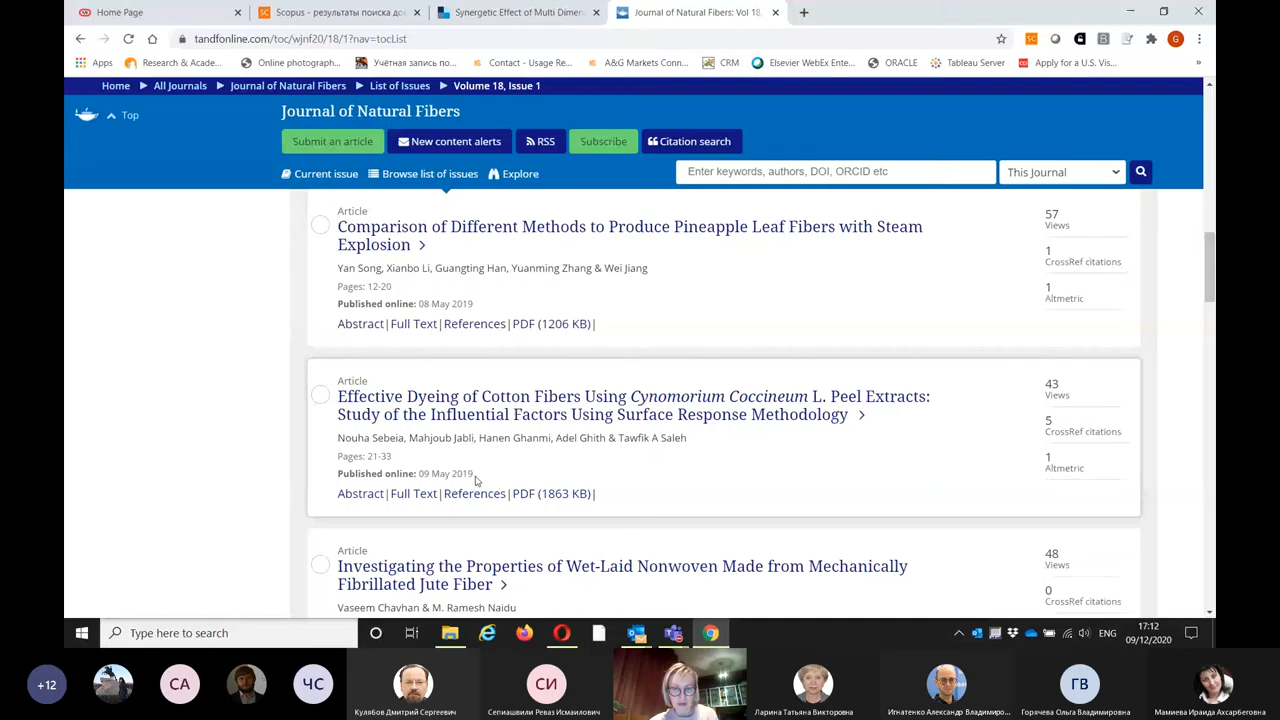 Home Page
Scopus - результаты поиска до
Synergetic Effect of Multi Dimen
Journal of Natural Fibers: Vol 18,
tandfonline.com/toc/wjnf20/18/1?nav=tocList
SC
G
Apps
Research & Acade...
Online photograph...
Учётная запись по...
Contact - Usage Re...
A&G Markets Conn...
CRM
Elsevier WebEx Ente...
ORACLE
Tableau Server
Apply for a U.S. Vis...
Home
All Journals
Journal of Natural Fibers
List of Issues
Volume 18, Issue 1
Top
Journal of Natural Fibers
Submit an article
New content alerts
RSS
Subscribe
Citation search
Current issue
Browse list of issues
Explore
Enter keywords, authors, DOI, ORCID etc
This Journal
Article
Comparison of Different Methods to Produce Pineapple Leaf Fibers with Steam
Explosion
Yan Song, Xianbo Li, Guangting Han, Yuanming Zhang & Wei Jiang
Pages: 12-20
Published online: 08 May 2019
Abstract|Full Text|References|PDF (1206 KB)|
57
Views
1
CrossRef citations
1
Altmetric
Article
Effective Dyeing of Cotton Fibers Using Cynomorium Coccineum L. Peel Extracts:
Study of the Influential Factors Using Surface Response Methodology
Nouha Sebeia, Mahjoub Jabli, Hanen Ghanmi, Adel Ghith & Tawfik A Saleh
Pages: 21-33
Published online: 09 May 2019
Abstract|Full Text|References|PDF (1863 KB)|
43
Views
5
CrossRef citations
1
Altmetric
Article
Investigating the Properties of Wet-Laid Nonwoven Made from Mechanically
Fibrillated Jute Fiber
Vaseem Chavhan & M. Ramesh Naidu
48
Views
0
CrossRef citations
Type here to search
ENG
17:12
09/12/2020
+12
СА
ЧС
Кулябов Дмитрий Сергеевич
СИ
Сепиашвили Реваз Исмаилович
Ларина Татьяна Викторовна
Игнатенко Александр Владимиро...
ГВ
Горячева Ольга Владимировна
Мамиева Ираида Ахсарбеговна